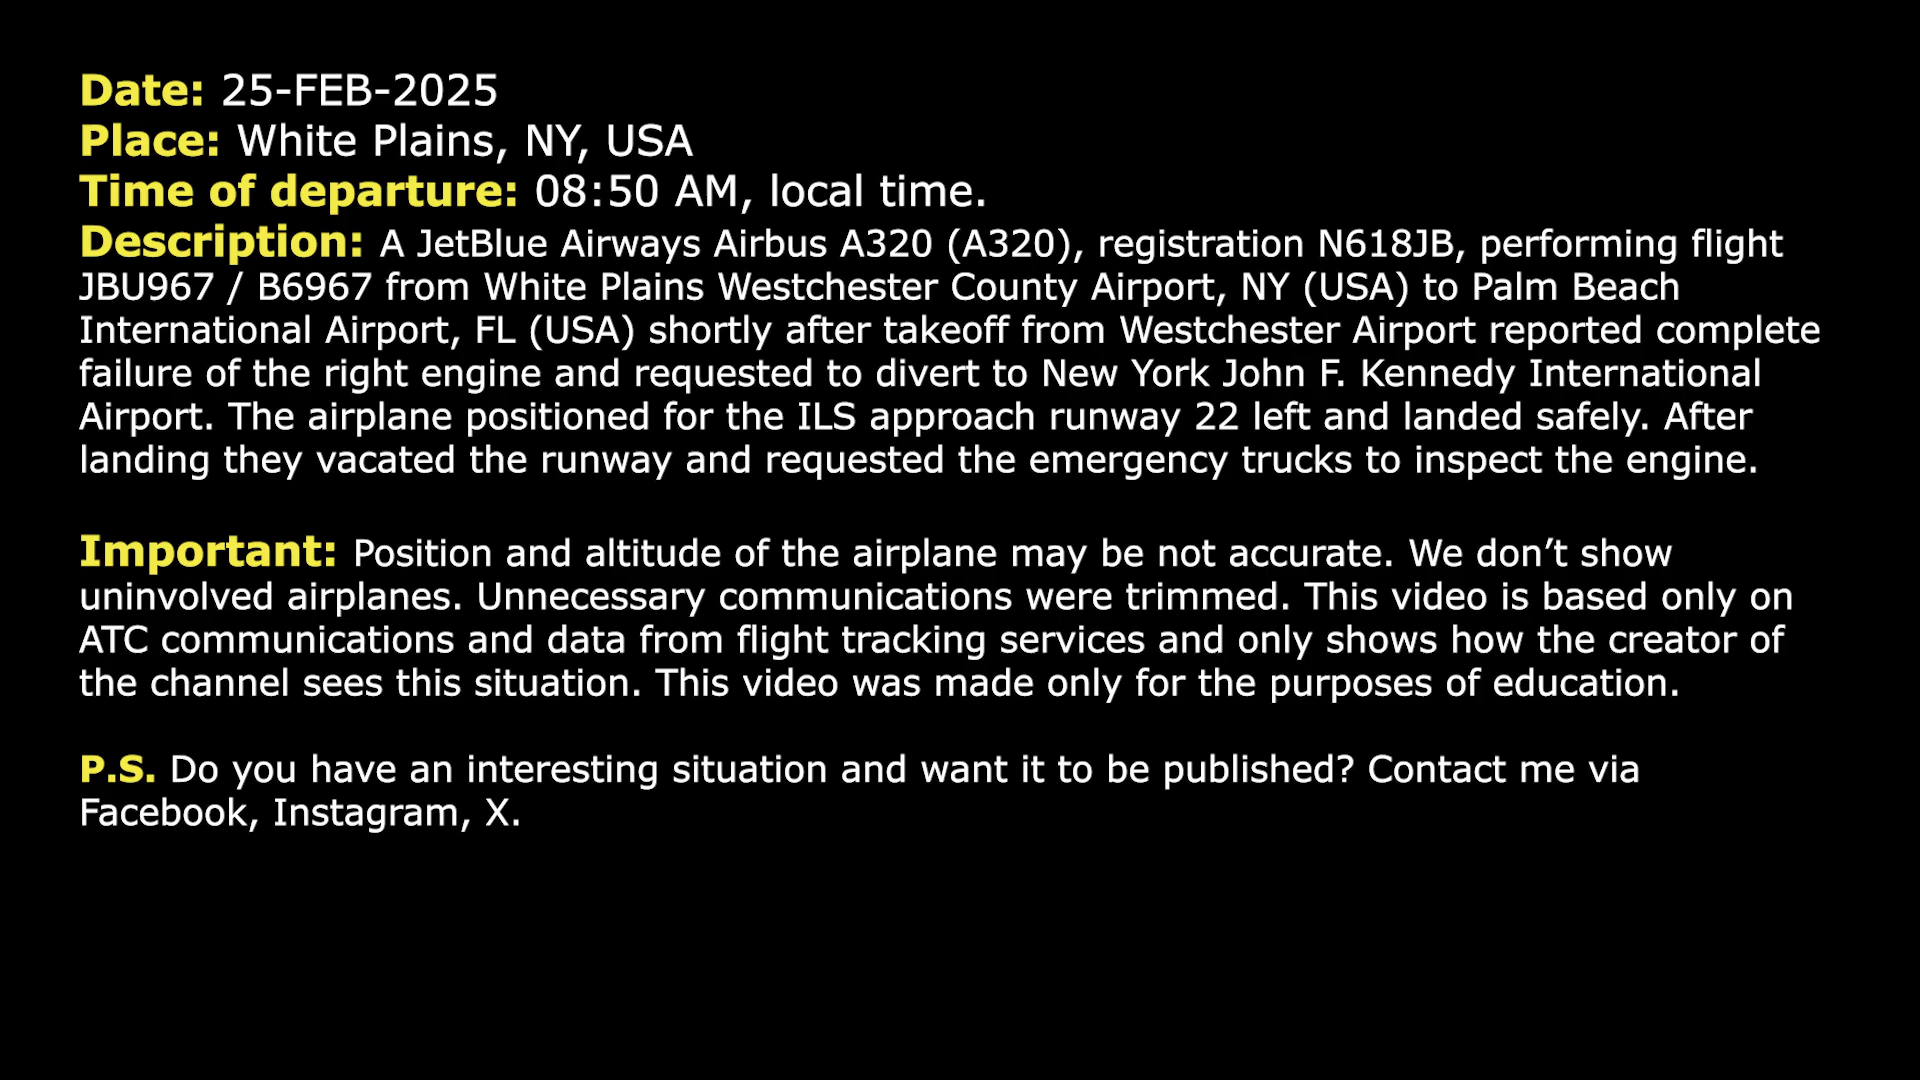 Date: 25-FEB-2025
Place: White Plains, NY, USA
Time of departure: 08:50 AM, local time.
Description: A JetBlue Airways Airbus A320 (A320), registration N618JB, performing flight
JBU967 / B6967 from White Plains Westchester County Airport, NY (USA) to Palm Beach
International Airport, FL (USA) shortly after takeoff from Westchester Airport reported complete
failure of the right engine and requested to divert to New York John F. Kennedy International
Airport. The airplane positioned for the ILS approach runway 22 left and landed safely. After
landing they vacated the runway and requested the emergency trucks to inspect the engine.
Important: Position and altitude of the airplane may be not accurate. We don’t show
uninvolved airplanes. Unnecessary communications were trimmed. This video is based only on
ATC communications and data from flight tracking services and only shows how the creator of
the channel sees this situation. This video was made only for the purposes of education.
P.S. Do you have an interesting situation and want it to be published? Contact me via
Facebook, Instagram, X.